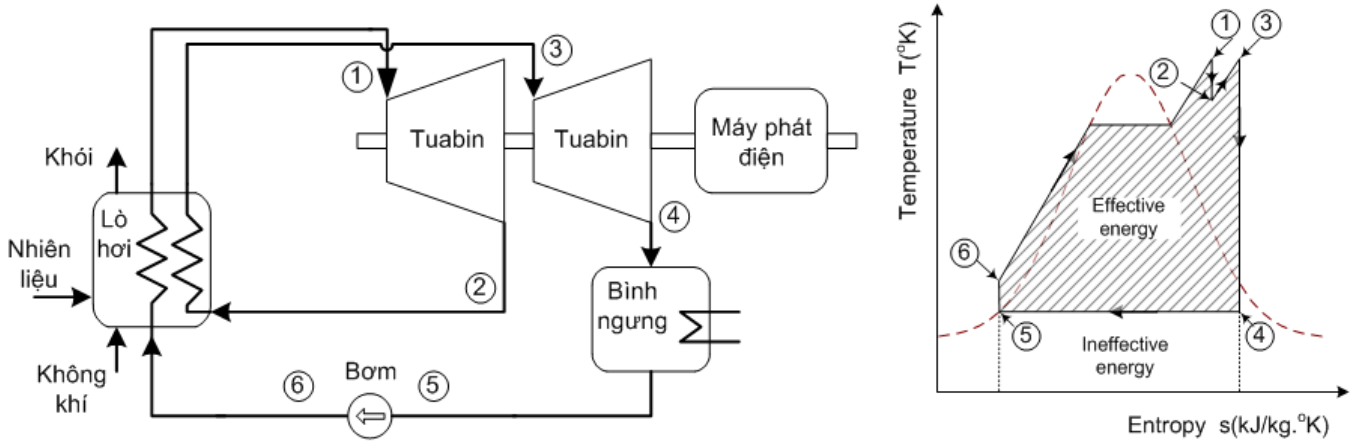 ①
③
Tuabin
Tuabin
Máy phát
điện
Khói
Lò
hơi
Nhiên
liệu
②
④
Bình
ngưng
Không
khí
⑥
Bơm
⑤
Temperature T(°K)
①
③
②
Effective
energy
⑥
⑤
④
Ineffective
energy
Entropy s(kJ/kg.°K)